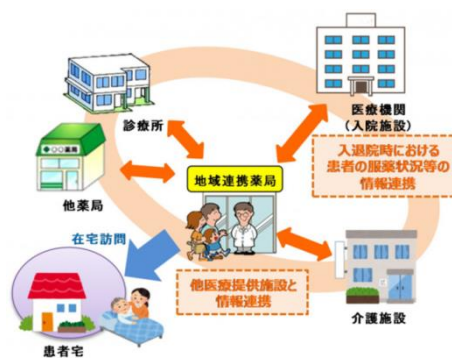 診療所
医療機関
(入院施設)
入退院時における
患者の服薬状況等の
情報連携
○○薬局
他薬局
地域連携薬局
在宅訪問
他医療提供施設と
情報連携
介護施設
患者宅